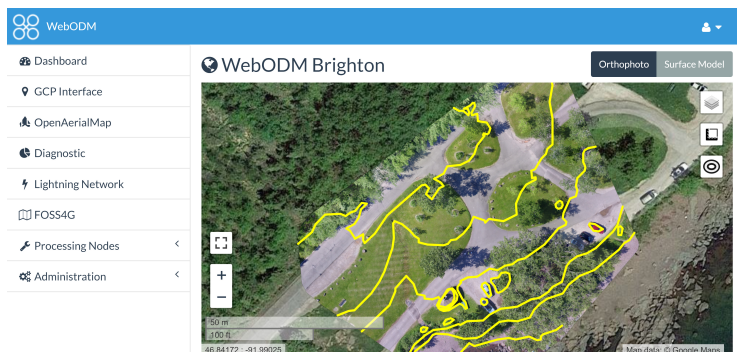 WebODM
Dashboard
GCP Interface
OpenAerialMap
Diagnostic
Lightning Network
FOSS4G
Processing Nodes
Administration
WebODM Brighton
Orthophoto
Surface Model
+
−
50 m
100 ft
46.84172 : -91.99025
Map data: © Google Maps